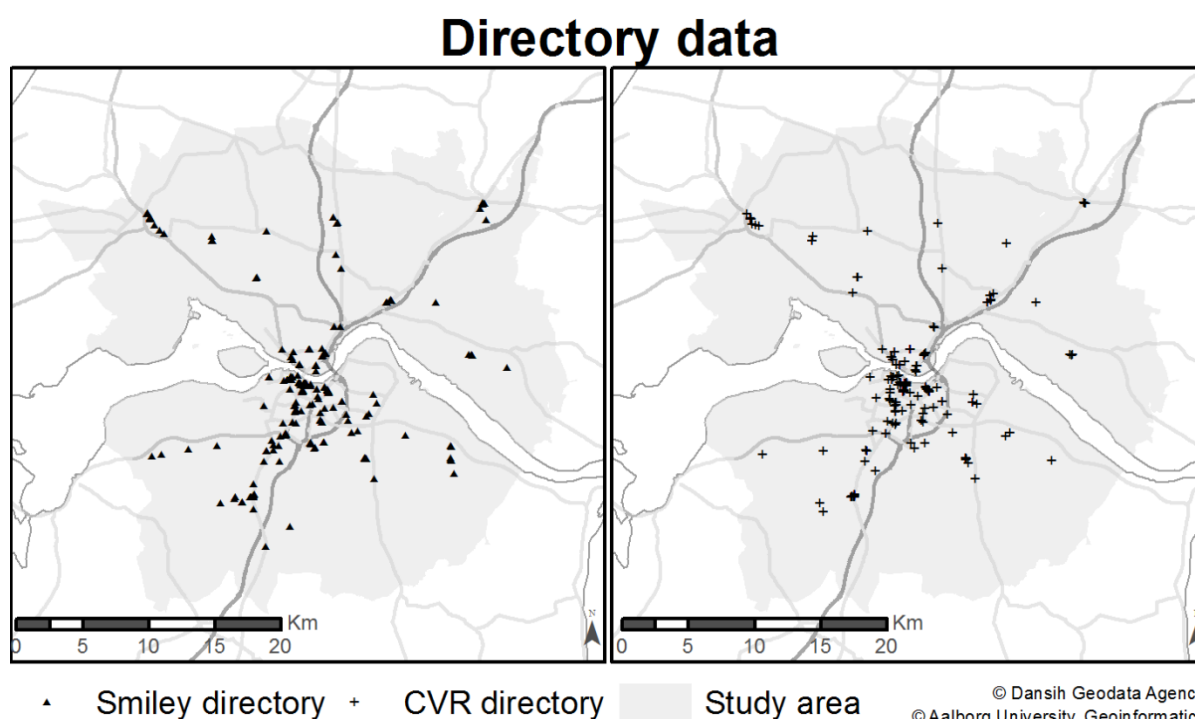 Directory data
N
N
Km
Km
0 5 10 15 20
0 5 10 15 20
Smiley directory CVR directory Study area
© Dansih Geodata Agenc
© Aalborg University, Geoinformatic